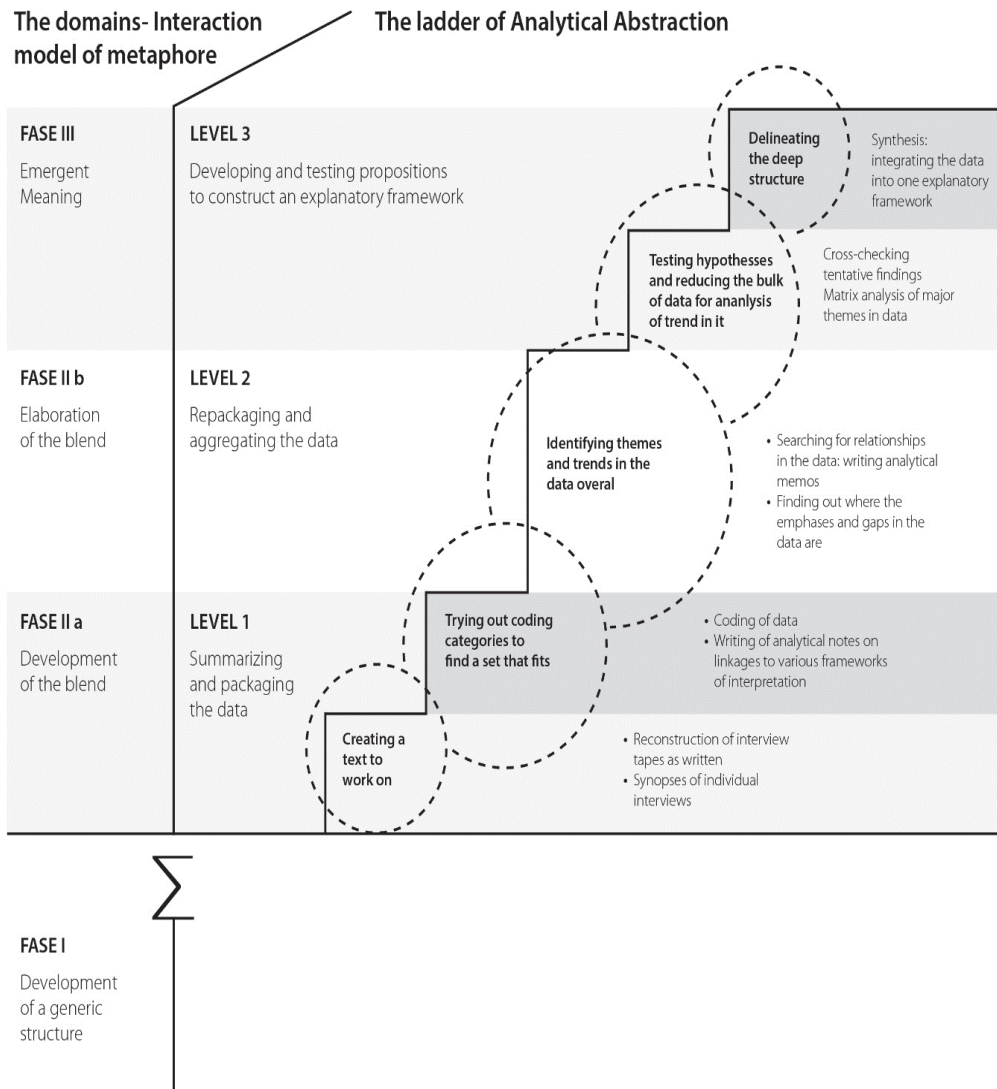 The domains- Interaction
model of metaphore
The ladder of Analytical Abstraction
FASE III
Emergent
Meaning
LEVEL 3
Developing and testing propositions
to construct an explanatory framework
Delineating
the deep
structure
Synthesis:
integrating the data
into one explanatory
framework
Testing hypotheses
and reducing the bulk
of data for ananlysis
of trend in it
Cross-checking
tentative findings
Matrix analysis of major
themes in data
FASE II b
Elaboration
of the blend
LEVEL 2
Repackaging and
aggregating the data
Identifying themes
and trends in the
data overal
• Searching for relationships
in the data: writing analytical
memos
• Finding out where the
emphases and gaps in the
data are
FASE II a
Development
of the blend
LEVEL 1
Summarizing
and packaging
the data
Trying out coding
categories to
find a set that fits
• Coding of data
• Writing of analytical notes on
linkages to various frameworks
of interpretation
Creating a
text to
work on
• Reconstruction of interview
tapes as written
• Synopses of individual
interviews
FASE I
Development
of a generic
structure